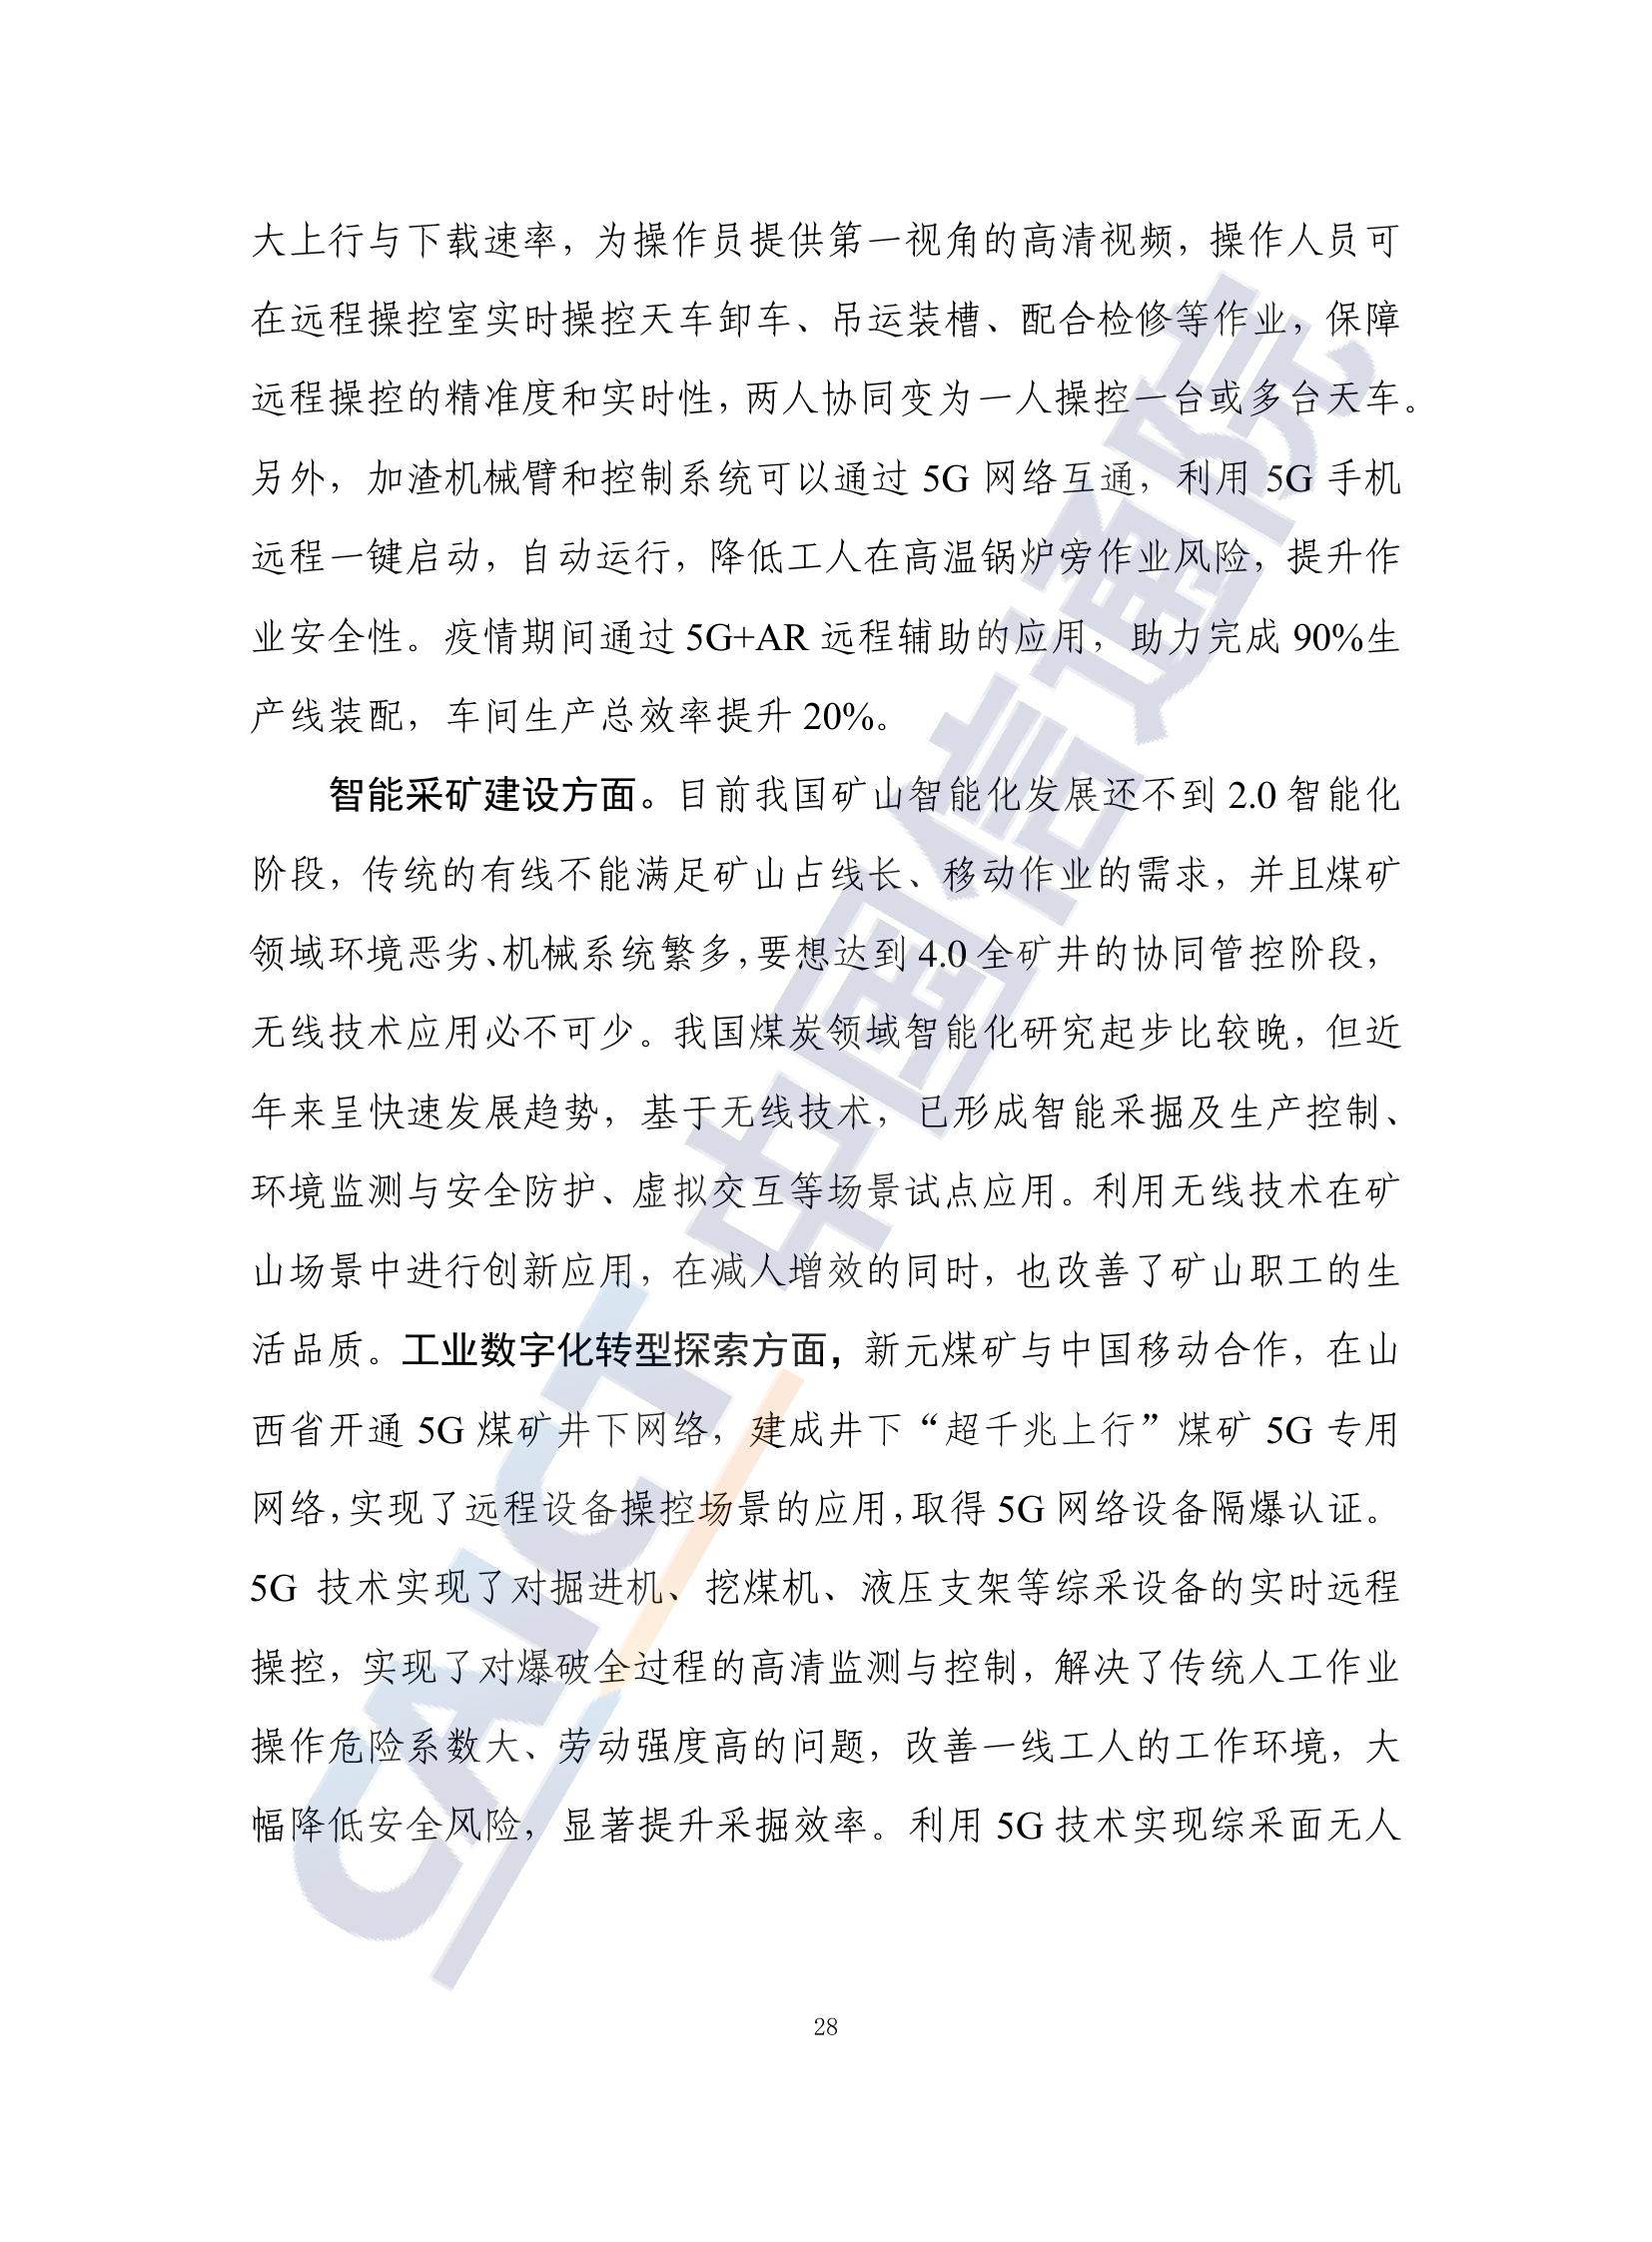 大上行与下载速率，为操作员提供第一视角的高清视频，操作人员可
在远程操控室实时操控天车卸车、吊运装槽、配合检修等作业，保障
远程操控的精准度和实时性，两人协同变为一人操控一台或多台天车。
另外，加渣机械臂和控制系统可以通过 5G 网络互通，利用 5G 手机
远程一键启动，自动运行，降低工人在高温锅炉旁作业风险，提升作
业安全性。疫情期间通过 5G+AR 远程辅助的应用，助力完成 90%生
产线装配，车间生产总效率提升 20%。
智能采矿建设方面。目前我国矿山智能化发展还不到 2.0 智能化
阶段，传统的有线不能满足矿山占线长、移动作业的需求，并且煤矿
领域环境恶劣、机械系统繁多，要想达到 4.0 全矿井的协同管控阶段，
无线技术应用必不可少。我国煤炭领域智能化研究起步比较晚，但近
年来呈快速发展趋势，基于无线技术，已形成智能采掘及生产控制、
环境监测与安全防护、虚拟交互等场景试点应用。利用无线技术在矿
山场景中进行创新应用，在减人增效的同时，也改善了矿山职工的生
活品质。工业数字化转型探索方面，新元煤矿与中国移动合作，在山
西省开通 5G 煤矿井下网络，建成井下“超千兆上行”煤矿 5G 专用
网络，实现了远程设备操控场景的应用，取得 5G 网络设备隔爆认证。
5G 技术实现了对掘进机、挖煤机、液压支架等综采设备的实时远程
操控，实现了对爆破全过程的高清监测与控制，解决了传统人工作业
操作危险系数大、劳动强度高的问题，改善一线工人的工作环境，大
幅降低安全风险，显著提升采掘效率。利用 5G 技术实现综采面无人
28
CAICT 中国信通院